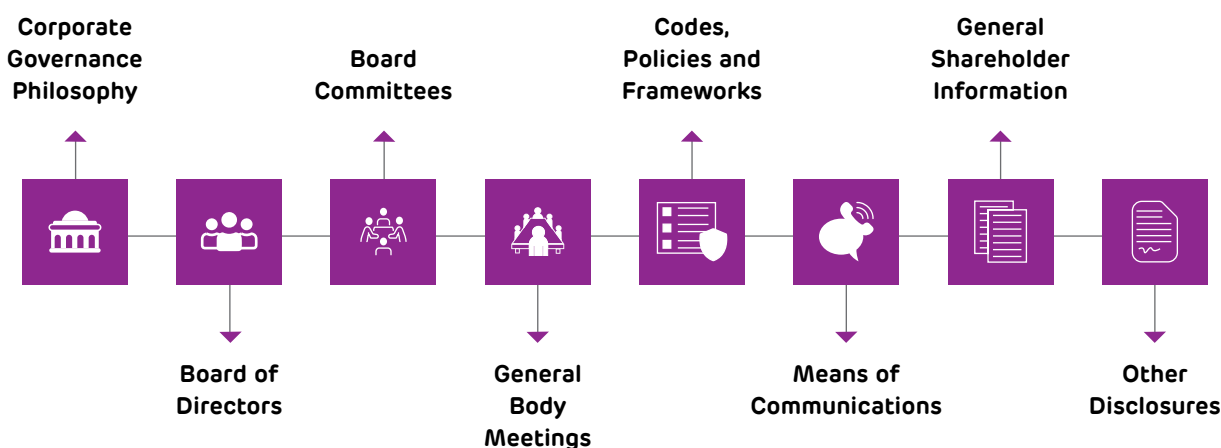 Corporate
Governance
Philosophy
Board
Committees
Codes,
Policies and
Frameworks
General
Shareholder
Information
Board of
Directors
General
Body
Meetings
Means of
Communications
Other
Disclosures